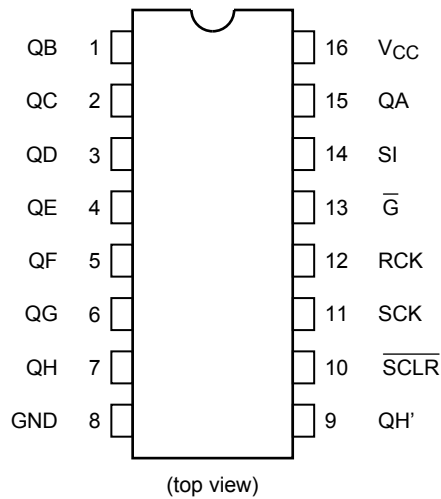 QB 1 16 VCC
QC 2 15 QA
QD 3 14 SI
QE 4 13 G̅
QF 5 12 RCK
QG 6 11 SCK
QH 7 10 S̅C̅L̅R̅
GND 8 9 QH’
(top view)